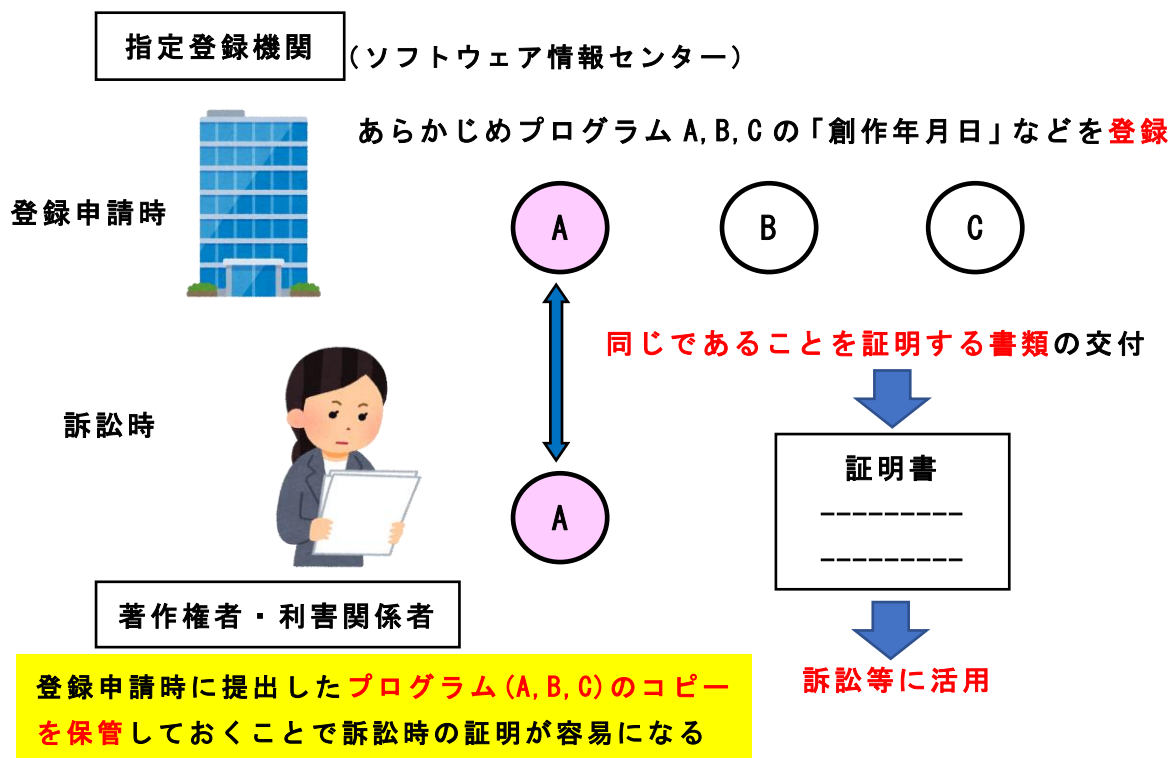 指定登録機関
(ソフトウェア情報センター)
あらかじめプログラム A,B,C の「創作年月日」などを登録
登録申請時
A
B
C
同じであることを証明する書類の交付
訴訟時
証明書
_________
_________
A
著作権者・利害関係者
訴訟等に活用
登録申請時に提出したプログラム(A,B,C)のコピー
を保管しておくことで訴訟時の証明が容易になる